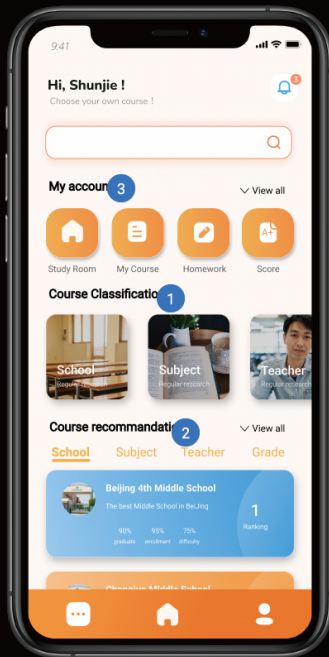 9:41
Hi, Shunjie !
3
Choose your own course !
My accoun 3
View all
Study Room My Course Homework Score
A+
Course Classificatio 1
School Subject Teacher
Regular research Regular research Regular research
Course recommandati 2
View all
School Subject Teacher Grade
Beijing 4th Middle School
The best Middle School in BeiJing
1
Ranking
90% 95% 75%
graduate enrollment difficulty
Middle School